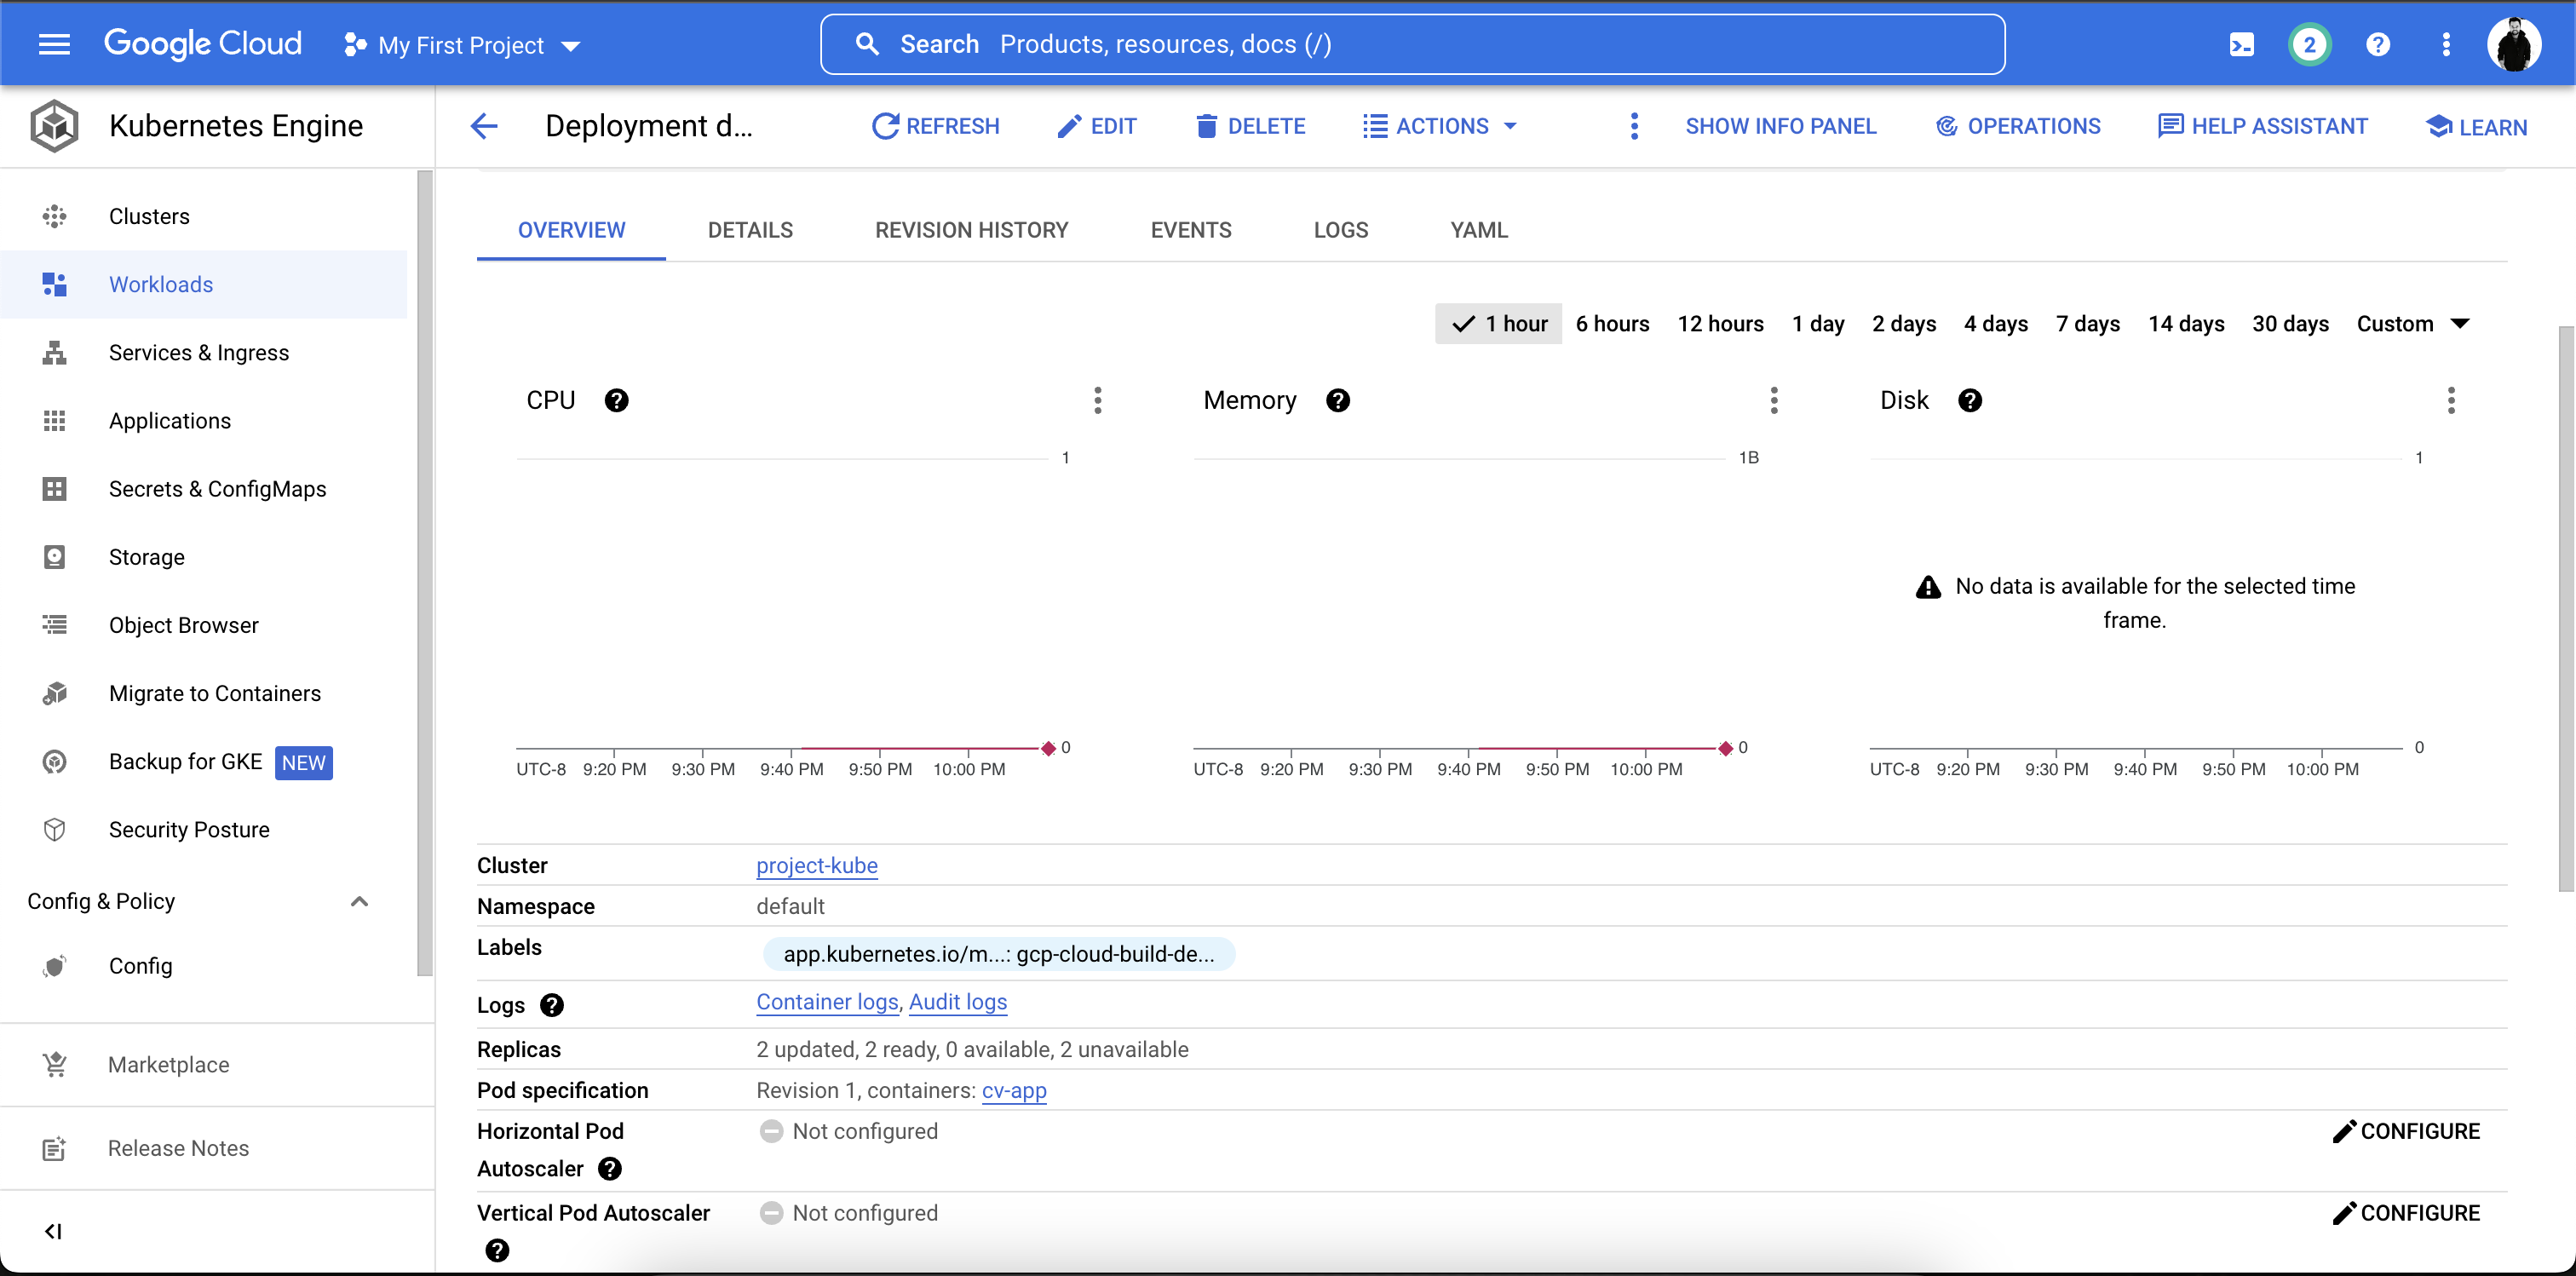 Google Cloud
My First Project
Search Products, resources, docs (/)
2
Kubernetes Engine
Deployment d...
REFRESH
EDIT
DELETE
ACTIONS
SHOW INFO PANEL
OPERATIONS
HELP ASSISTANT
LEARN
Clusters
Workloads
Services & Ingress
Applications
Secrets & ConfigMaps
Storage
Object Browser
Migrate to Containers
Backup for GKE NEW
Security Posture
Config & Policy
Config
Marketplace
Release Notes
OVERVIEW DETAILS REVISION HISTORY EVENTS LOGS YAML
1 hour 6 hours 12 hours 1 day 2 days 4 days 7 days 14 days 30 days Custom
CPU
1
0
UTC-8 9:20 PM 9:30 PM 9:40 PM 9:50 PM 10:00 PM
Memory
1B
0
UTC-8 9:20 PM 9:30 PM 9:40 PM 9:50 PM 10:00 PM
Disk
1
No data is available for the selected time
frame.
0
UTC-8 9:20 PM 9:30 PM 9:40 PM 9:50 PM 10:00 PM
Cluster project-kube
Namespace default
Labels app.kubernetes.io/m...: gcp-cloud-build-de...
Logs Container logs, Audit logs
Replicas 2 updated, 2 ready, 0 available, 2 unavailable
Pod specification Revision 1, containers: cv-app
Horizontal Pod Not configured CONFIGURE
Autoscaler
Vertical Pod Autoscaler Not configured CONFIGURE